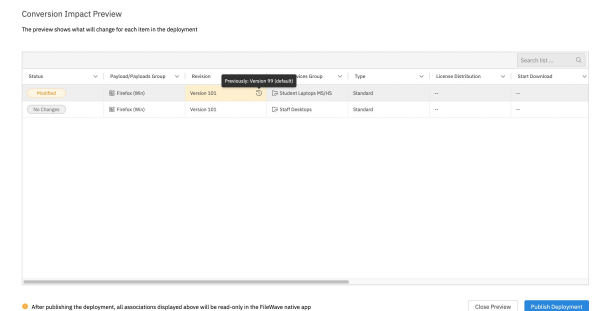 Conversion Impact Preview
The preview shows what will change for each item in the deployment
Search list ...
Status Payload/Payloads Group Revision vices Group Type License Distribution Start Download
Previously: Version 99 (default)
Modified Firefox (Win) Version 101 Student Laptops MS/HS Standard -- --
No Changes Firefox (Win) Version 101 Staff Desktops Standard -- --
After publishing the deployment, all associations displayed above will be read-only in the FileWave native app
Close Preview Publish Deployment